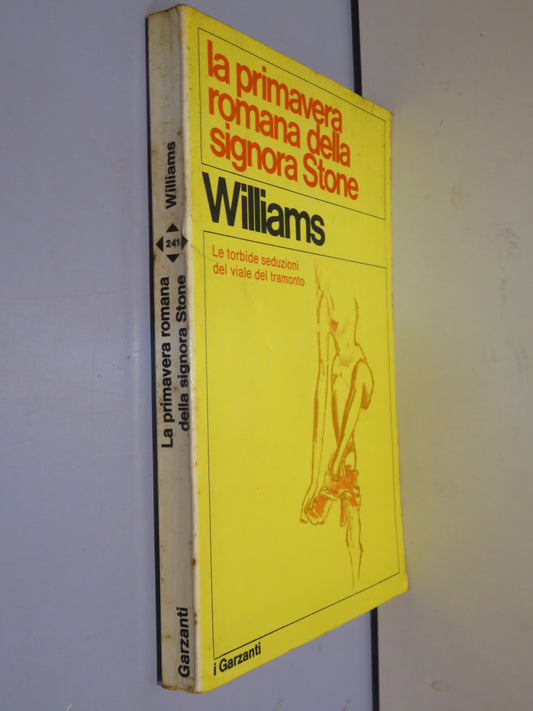 la primavera
romana della
signora Stone
Williams
Le torbide seduzioni
del viale del tramonto
i Garzanti
Garzanti
La primavera romana
della signora Stone
241
Williams